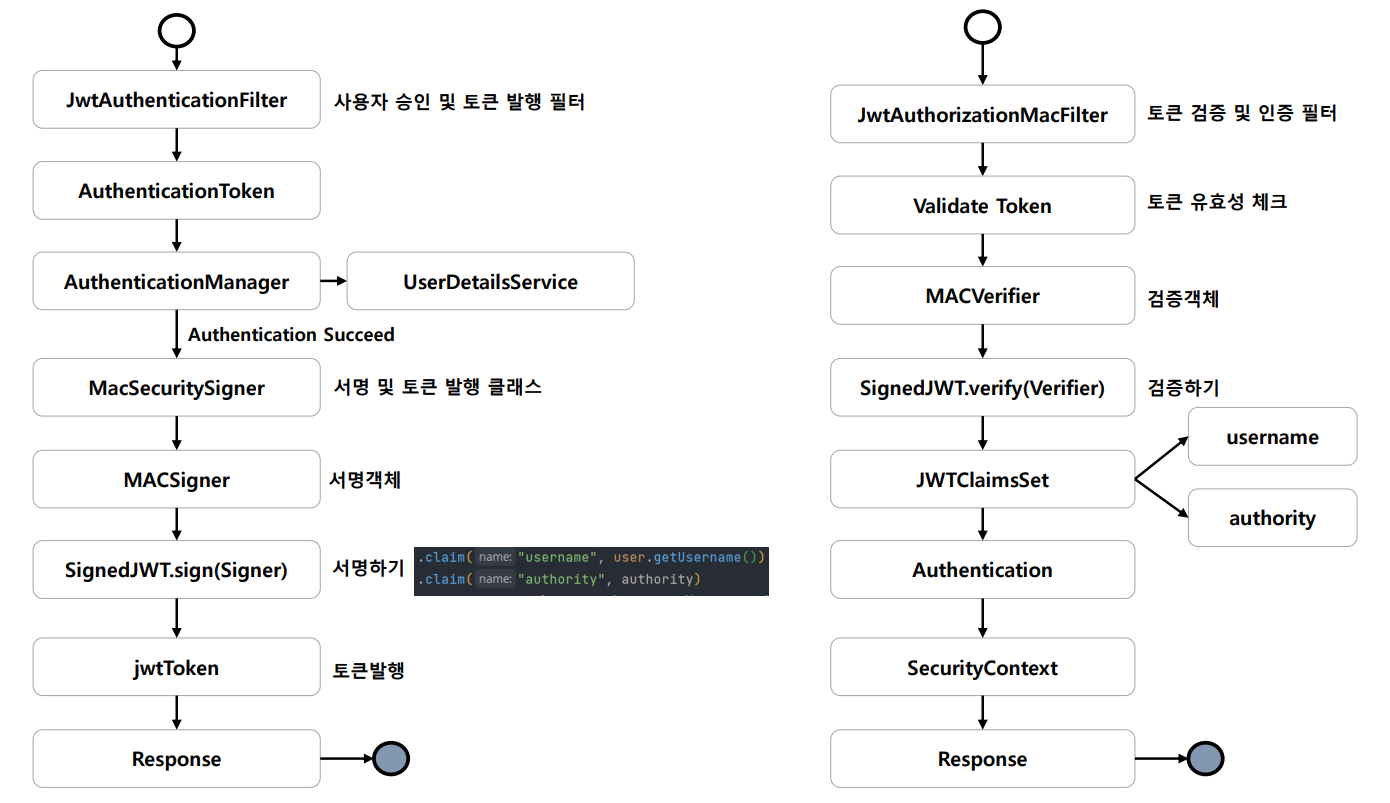 JwtAuthenticationFilter
사용자 승인 및 토큰 발행 필터
AuthenticationToken
AuthenticationManager
UserDetailsService
Authentication Succeed
MacSecuritySigner
서명 및 토큰 발행 클래스
MACSigner
서명객체
SignedJWT.sign(Signer)
서명하기
.claim( name: "username", user.getUsername())
.claim( name: "authority", authority)
jwtToken
토큰발행
Response
JwtAuthorizationMacFilter
토큰 검증 및 인증 필터
Validate Token
토큰 유효성 체크
MACVerifier
검증객체
SignedJWT.verify(Verifier)
검증하기
JWTClaimsSet
username
authority
Authentication
SecurityContext
Response